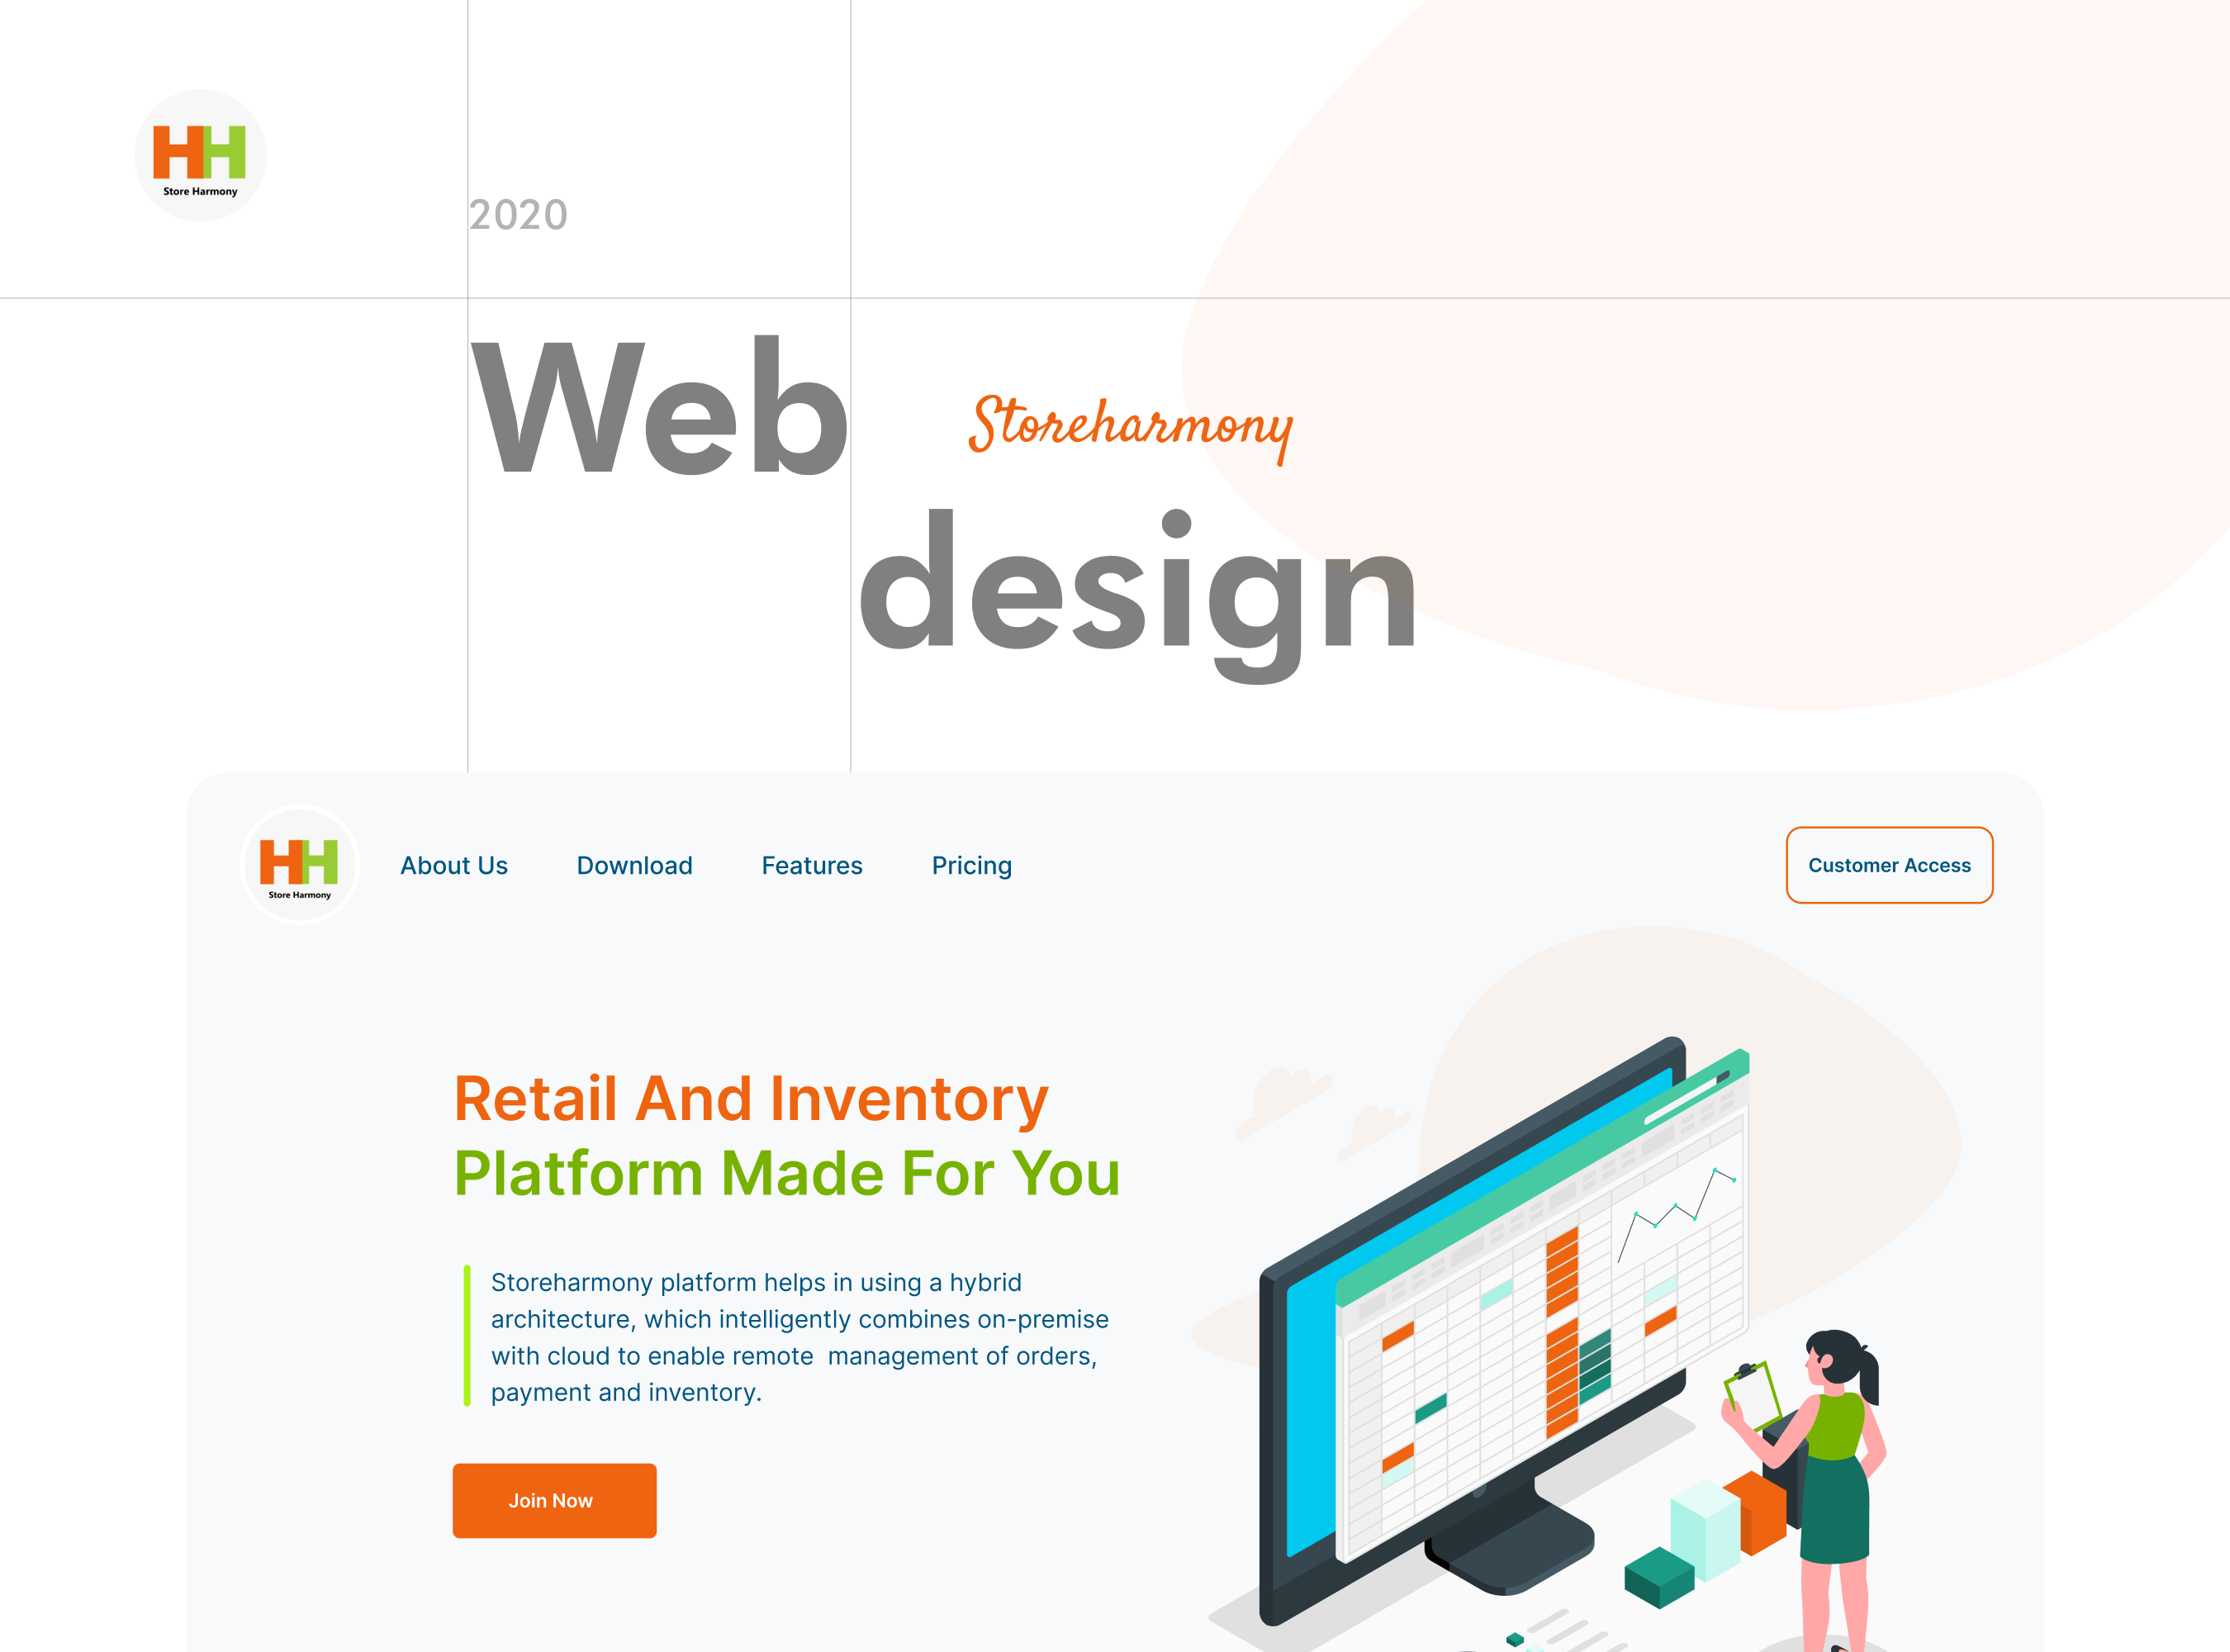 Store Harmony
2020
Web
Storeharmony
design
Store Harmony
About Us
Download
Features
Pricing
Customer Access
Retail And Inventory
Platform Made For You
Storeharmony platform helps in using a hybrid
architecture, which intelligently combines on-premise
with cloud to enable remote  management of orders,
payment and inventory.
Join Now